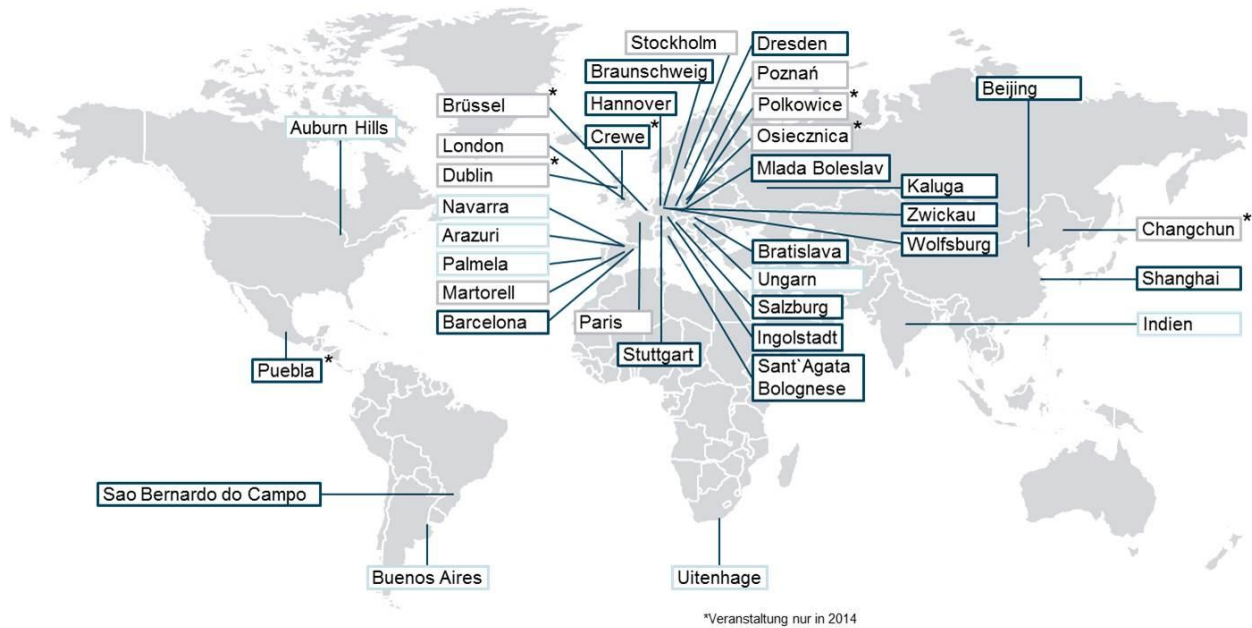 Stockholm
Dresden
Braunschweig
Poznań
Beijing
Brüssel*
Hannover
Polkowice*
Auburn Hills
Crewe*
Osiecznica*
London
Dublin*
Mlada Boleslav
Kaluga
Navarra
Zwickau
Changchun*
Arazuri
Wolfsburg
Palmela
Bratislava
Martorell
Ungarn
Shanghai
Barcelona
Paris
Salzburg
Indien
Ingolstadt
Stuttgart
Puebla*
Sant`Agata
Bolognese
Sao Bernardo do Campo
Buenos Aires
Uitenhage
*Veranstaltung nur in 2014